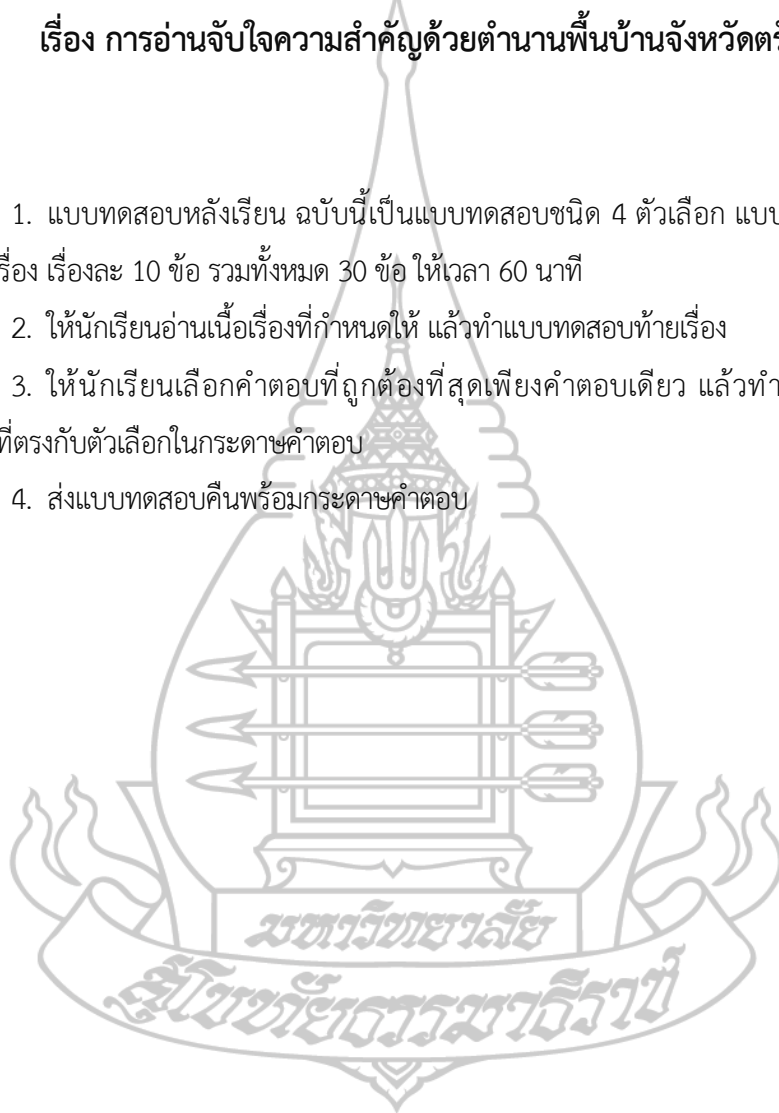 เรื่อง การอ่านจับใจความสำคัญด้วยตำนานพื้นบ้านจังหวัดตรั
1. แบบทดสอบหลังเรียน ฉบับนี้เป็นแบบทดสอบชนิด 4 ตัวเลือก แบบ
รื่อง เรื่องละ 10 ข้อ รวมทั้งหมด 30 ข้อ ให้เวลา 60 นาที
2. ให้นักเรียนอ่านเนื้อเรื่องที่กำหนดให้ แล้วทำแบบทดสอบท้ายเรื่อง
3. ให้นักเรียนเลือกคำตอบที่ถูกต้องที่สุดเพียงคำตอบเดียว แล้วทำ
ที่ตรงกับตัวเลือกในกระดาษคำตอบ
4. ส่งแบบทดสอบคืนพร้อมกระดาษคำตอบ
มหาวิทยาลัย
สุโขทัยธรรมาธิราช